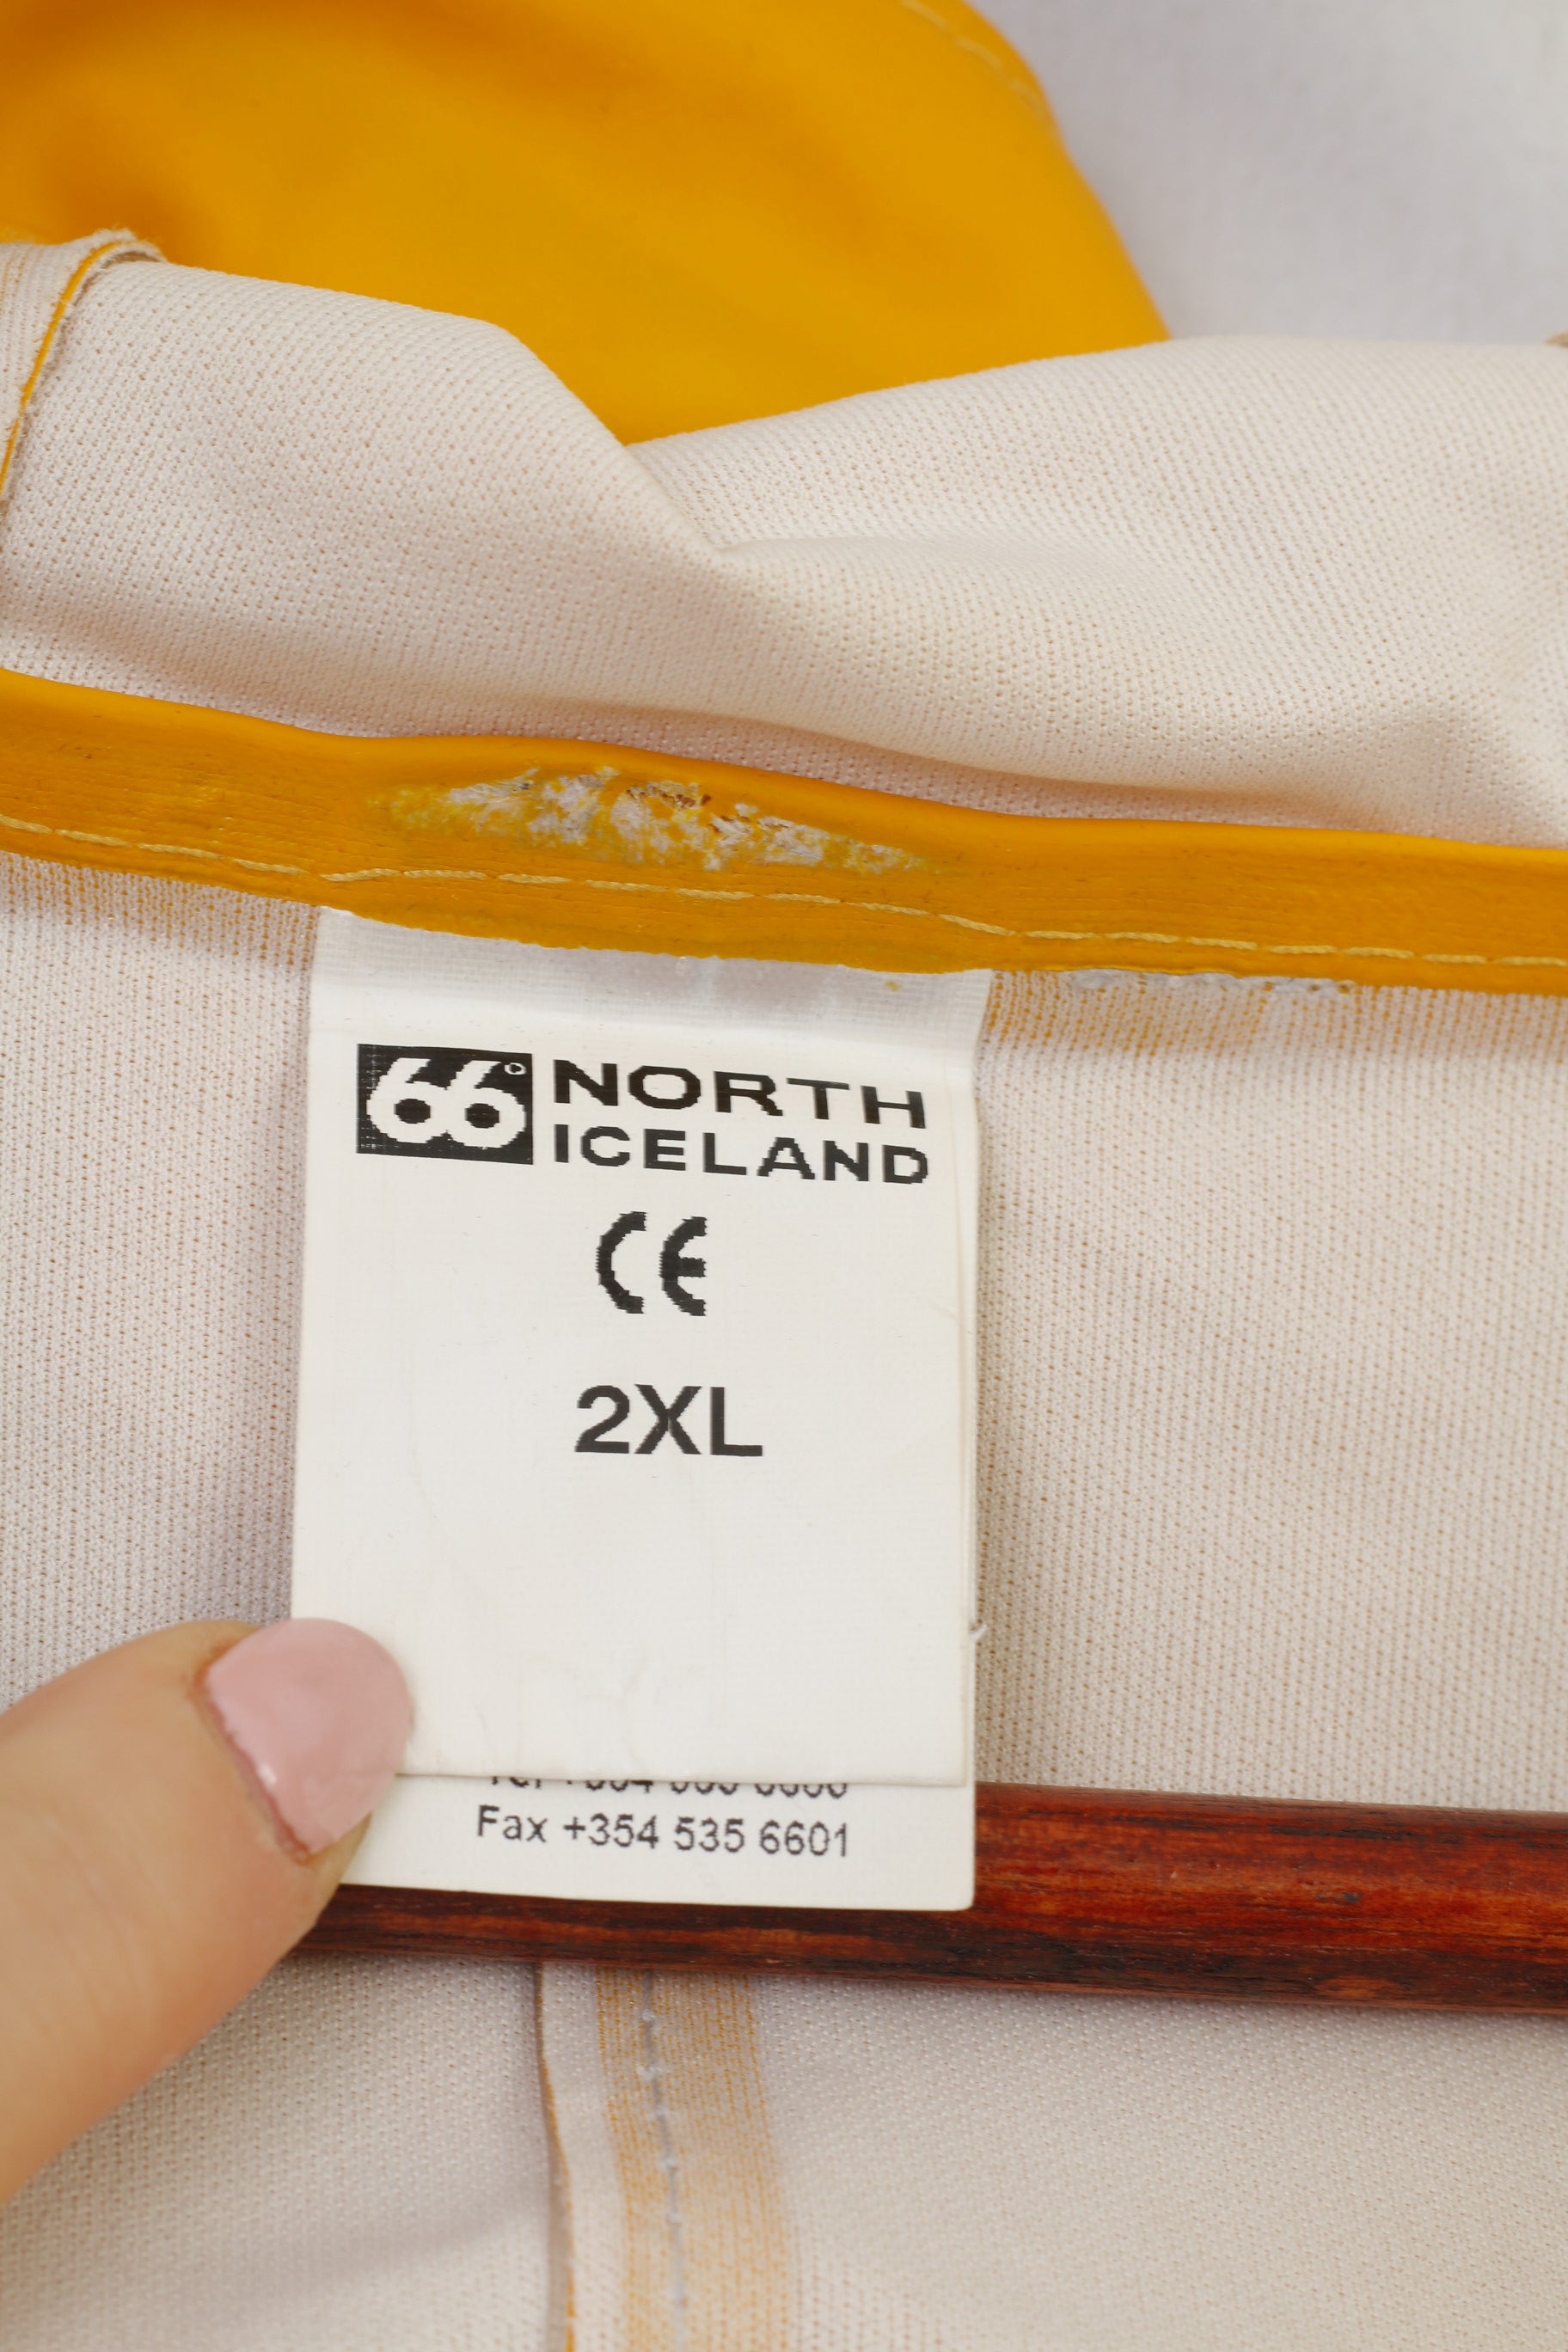 66° NORTH
ICELAND
CE
2XL
Fax +354 535 6601